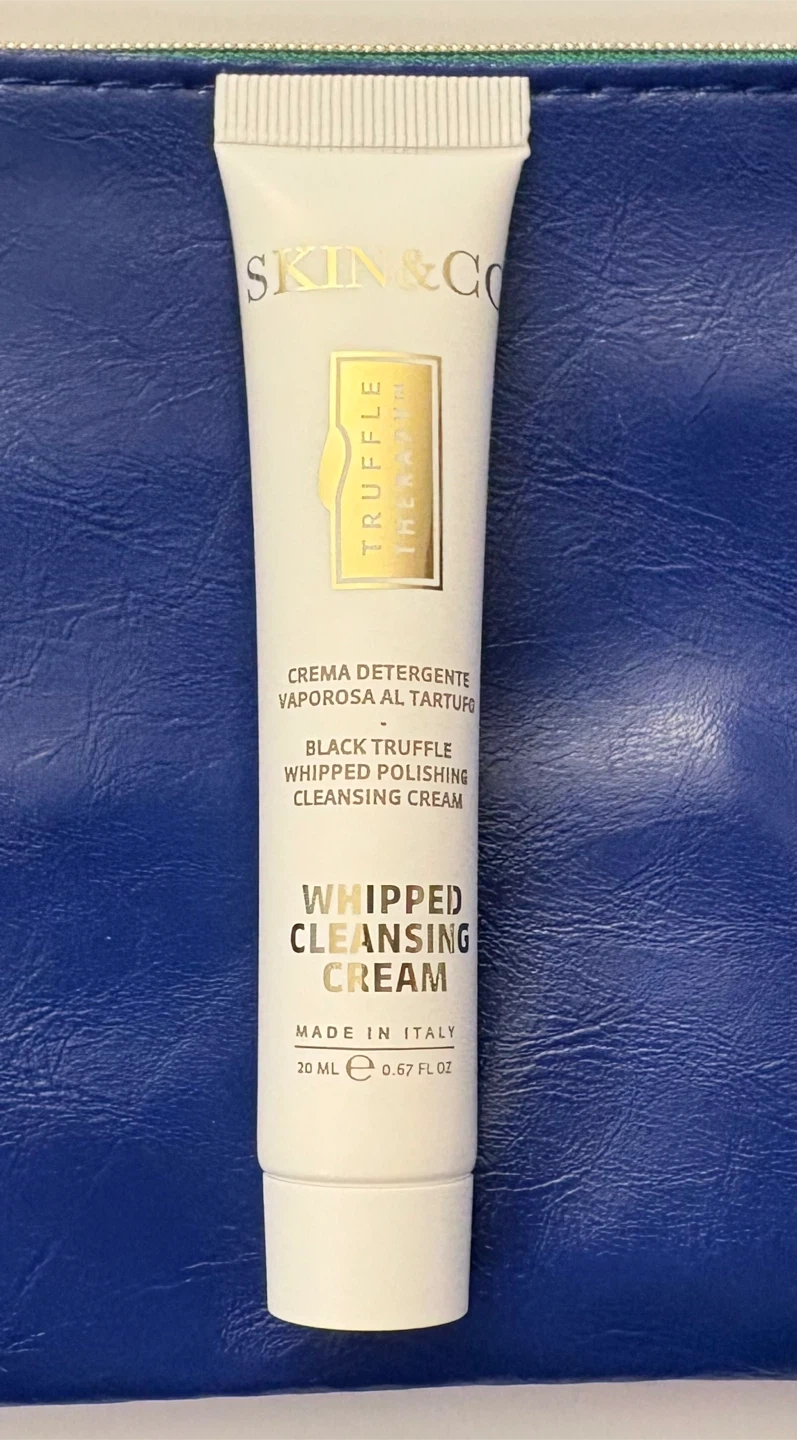 SKIN&CO
TRUFFLE
THERAPY™
CREMA DETERGENTE
VAPOROSA AL TARTUFO
-
BLACK TRUFFLE
WHIPPED POLISHING
CLEANSING CREAM
WHIPPED
CLEANSING
CREAM
MADE IN ITALY
20 ML ℮ 0.67 FL OZ